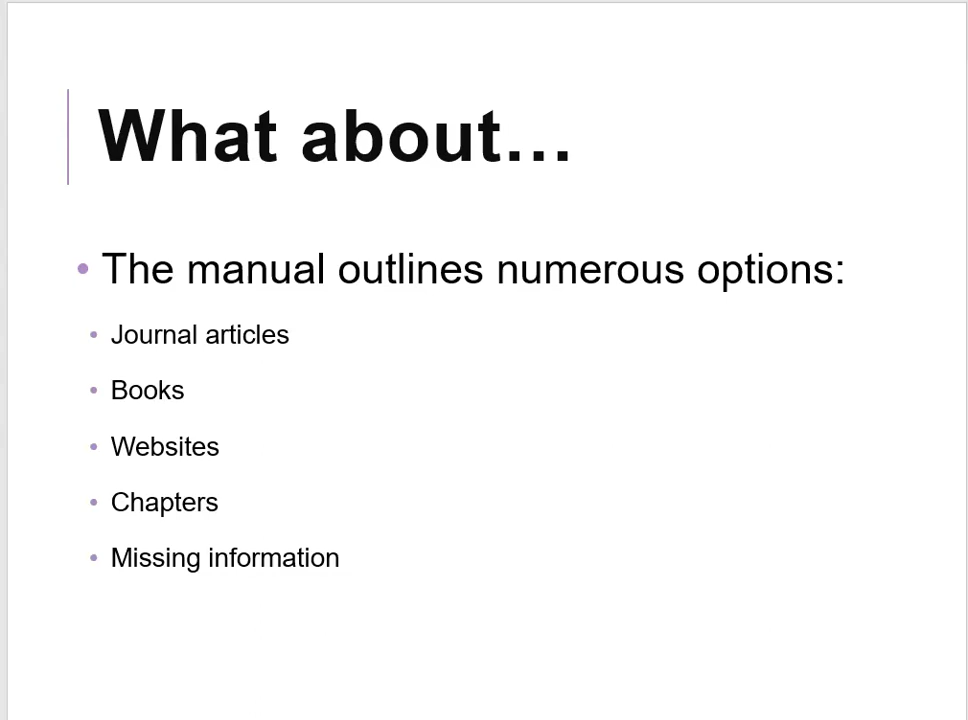 What about…
• The manual outlines numerous options:
• Journal articles
• Books
• Websites
• Chapters
• Missing information